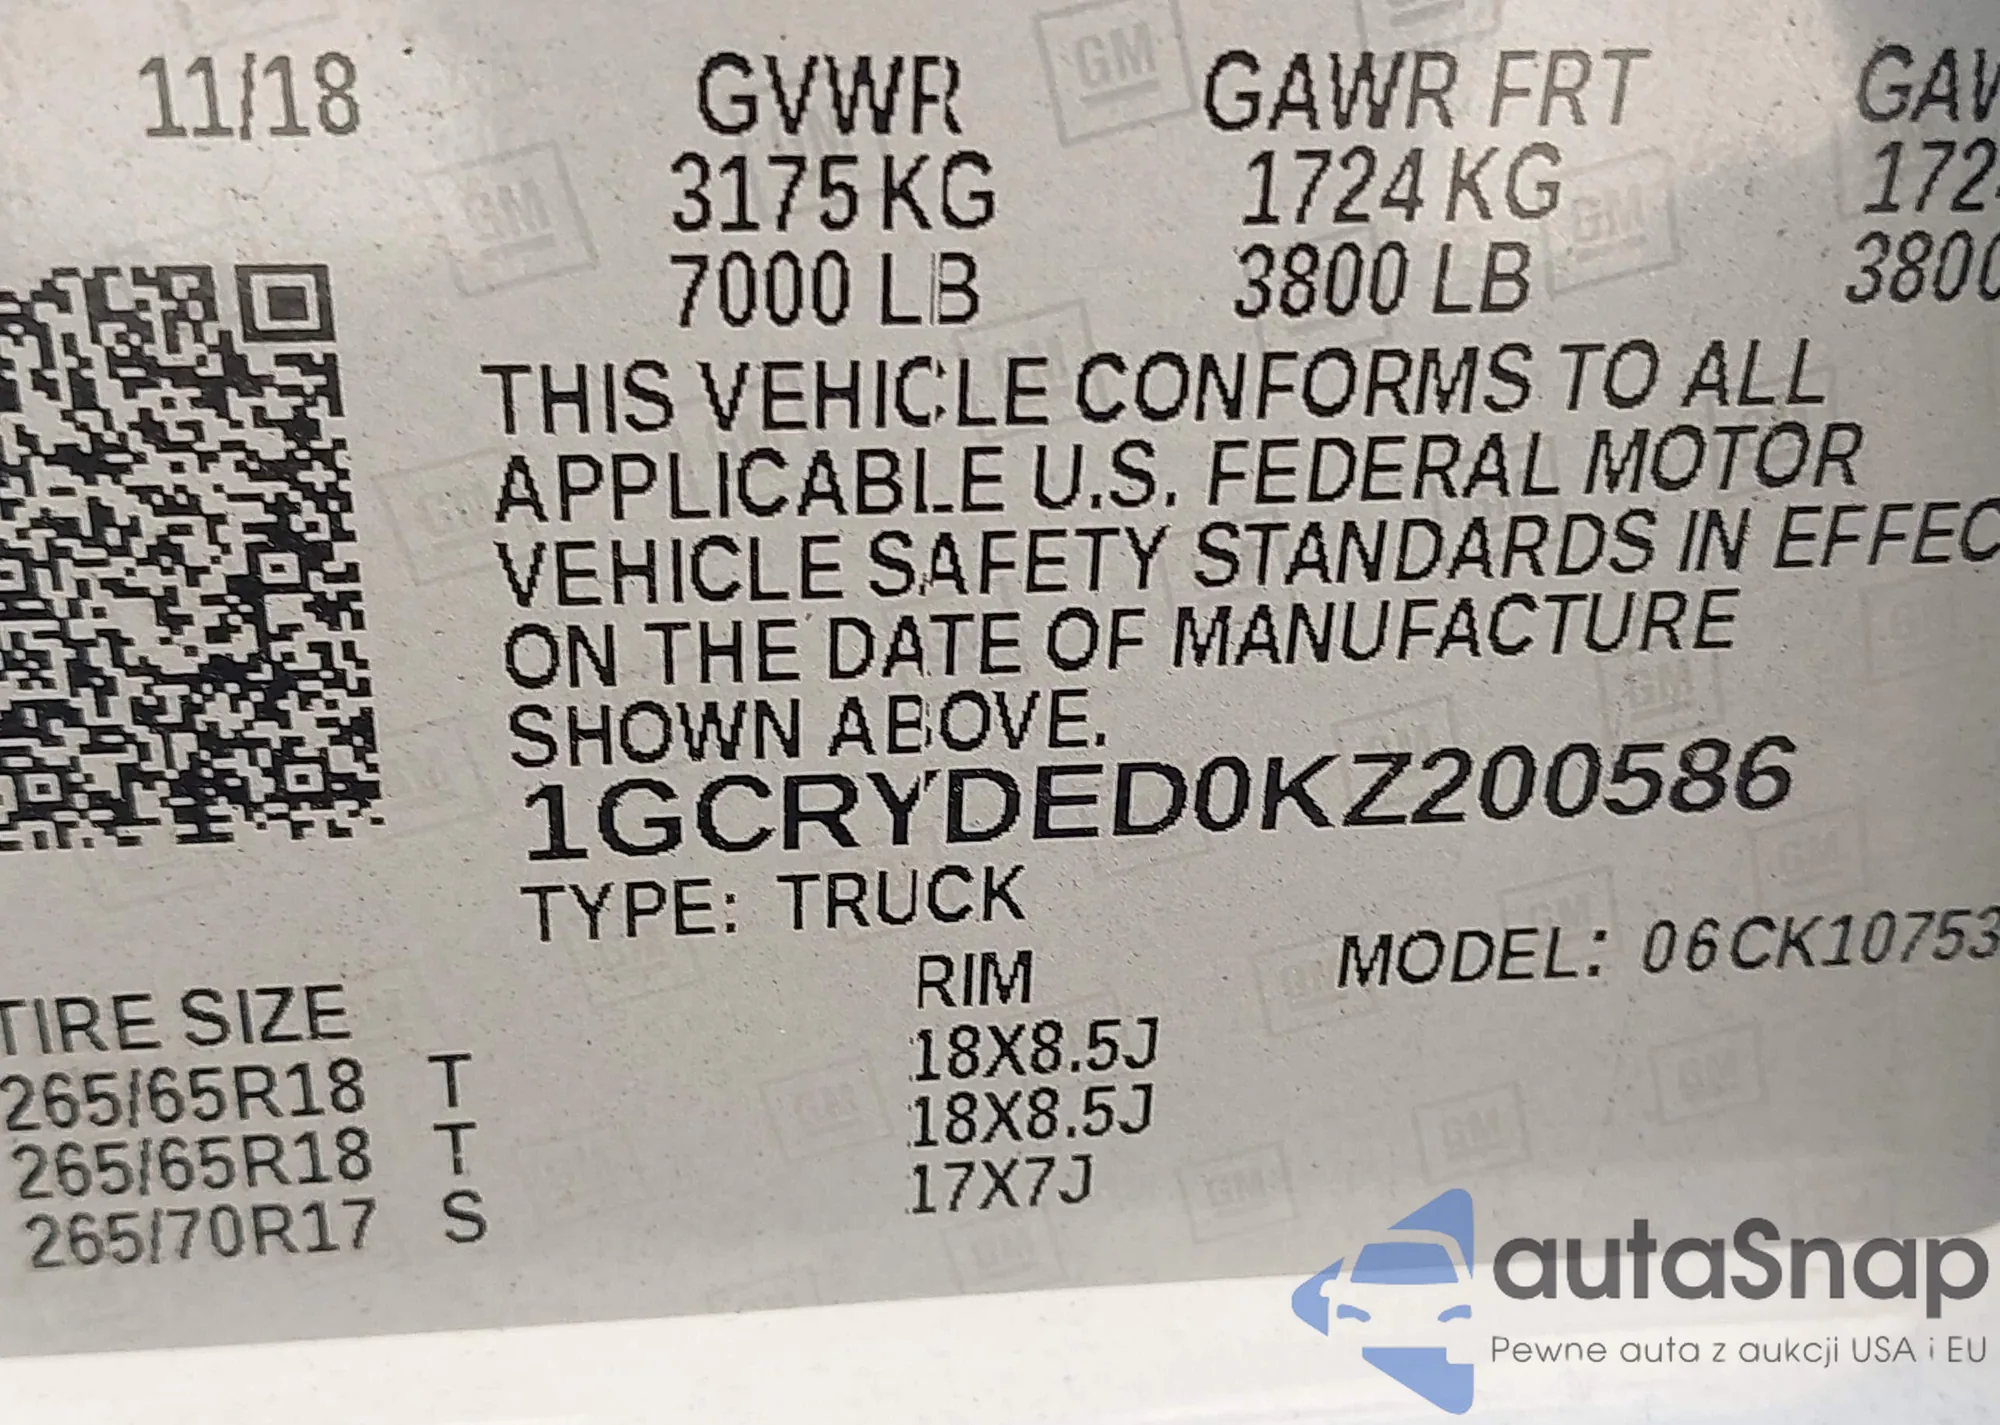 11/18 GVWR GAWR FRT GAW
3175 KG 1724 KG 172
7000 LB 3800 LB 3800
THIS VEHICLE CONFORMS TO ALL
APPLICABLE U.S. FEDERAL MOTOR
VEHICLE SAFETY STANDARDS IN EFFEC
ON THE DATE OF MANUFACTURE
SHOWN ABOVE.
1GCRYDED0KZ200586
TYPE: TRUCK
MODEL: 06CK10753
TIRE SIZE RIM
265/65R18 T 18X8.5J
265/65R18 T 18X8.5J
265/70R17 S 17X7J
autaSnap
Pewne auta z aukcji USA i EU